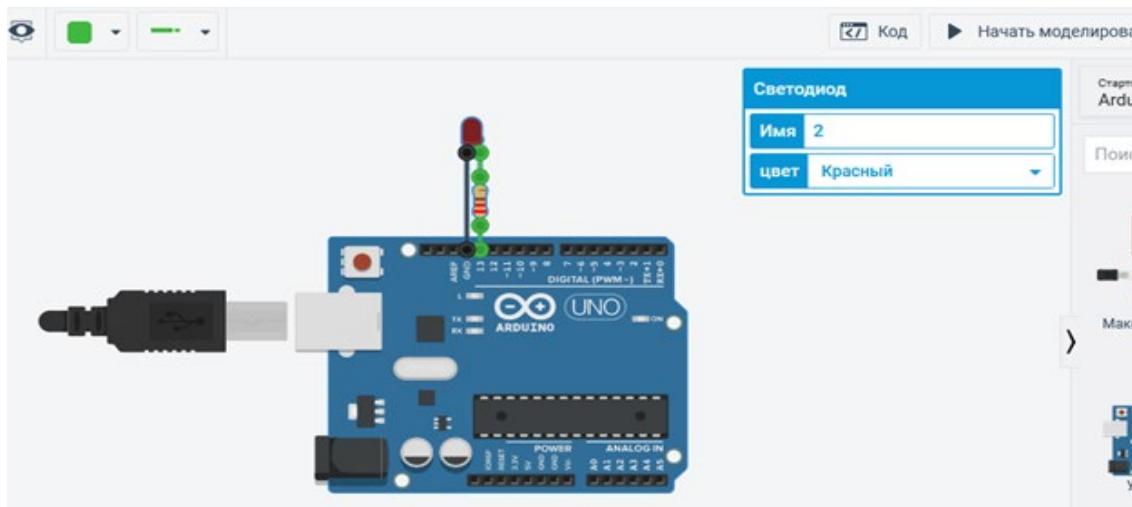 Код
Начать моделирова
Светодиод
Имя 2
цвет Красный
Старт
Ardu
Пои
Мак
AREF
GND
13
12
~11
~10
~9
8
7
~6
~5
4
~3
2
TX→1
RX←0
DIGITAL (PWM~)
L
TX
RX
ARDUINO
UNO
ON
POWER
ANALOG IN
IOREF
RESET
3.3V
5V
GND
GND
Vin
A0
A1
A2
A3
A4
A5
У